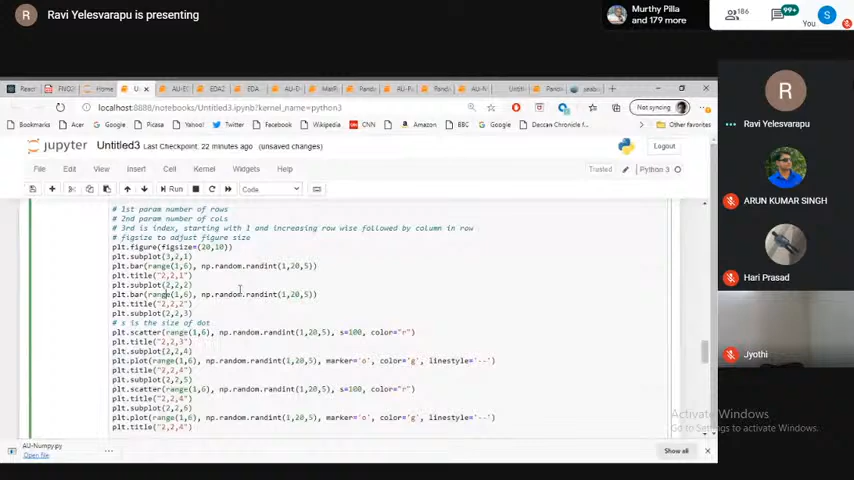 R
Ravi Yelesvarapu is presenting
Murthy Pilla
and 179 more
186
99+
S
You
React
Home
U-
EDA2
EDA
localhost:8888/notebooks/Untitled3.ipynb?kernel_name=python3
Not syncing
Bookmarks
Acer
Google
Picasa
Yahoo!
Twitter
Facebook
Wikipedia
CNN
Amazon
BBC
Google
Deccan Chronicle f...
Other favorites
jupyter
Untitled3
Last Checkpoint: 22 minutes ago
(unsaved changes)
Logout
File
Edit
View
Insert
Cell
Kernel
Widgets
Help
Trusted
Python 3
Run
Code
# 1st param number of rows
# 2nd param number of cols
# 3rd is index, starting with 1 and increasing row wise followed by column in row
# figsize to adjust figure size
plt.figure(figsize=(20,10))
plt.subplot(3,2,1)
plt.bar(range(1,6), np.random.randint(1,20,5))
plt.title("2,2,1")
plt.subplot(2,2,2)
plt.bar(range(1,6), np.random.randint(1,20,5))
plt.title("2,2,2")
plt.subplot(2,2,3)
# s is the size of dot
plt.scatter(range(1,6), np.random.randint(1,20,5), s=100, color="r")
plt.title("2,2,3")
plt.subplot(2,2,4)
plt.plot(range(1,6), np.random.randint(1,20,5), marker='o', color='g', linestyle='--')
plt.title("2,2,4")
plt.subplot(2,2,5)
plt.scatter(range(1,6), np.random.randint(1,20,5), s=100, color="r")
plt.title("2,2,4")
plt.subplot(2,2,6)
plt.plot(range(1,6), np.random.randint(1,20,5), marker='o', color='g', linestyle='--')
plt.title("2,2,4")
AU-Numpy.py
Open file
Show all
R
Ravi Yelesvarapu
ARUN KUMAR SINGH
Hari Prasad
Jyothi
Activate Windows
Go to Settings to activate Windows.